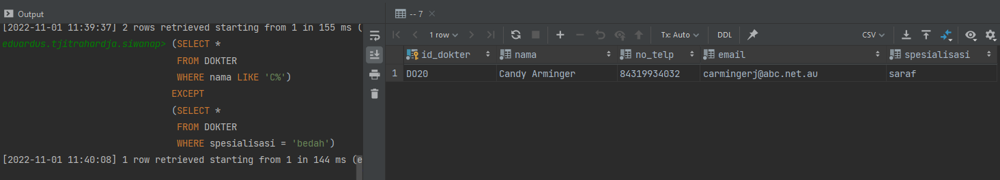 Output
[2022-11-01 11:39:37] 2 rows retrieved starting from 1 in 155 ms (
eduardus.tjitrahardja.siwanap> (SELECT *
FROM DOKTER
WHERE nama LIKE 'C%')
EXCEPT
(SELECT *
FROM DOKTER
WHERE spesialisasi = 'bedah')
[2022-11-01 11:40:08] 1 row retrieved starting from 1 in 144 ms (e
-- 7
1 row Tx: Auto DDL CSV
id_dokter nama no_telp email spesialisasi
1 DO20 Candy Arminger 84319934032 carmingerj@abc.net.au saraf